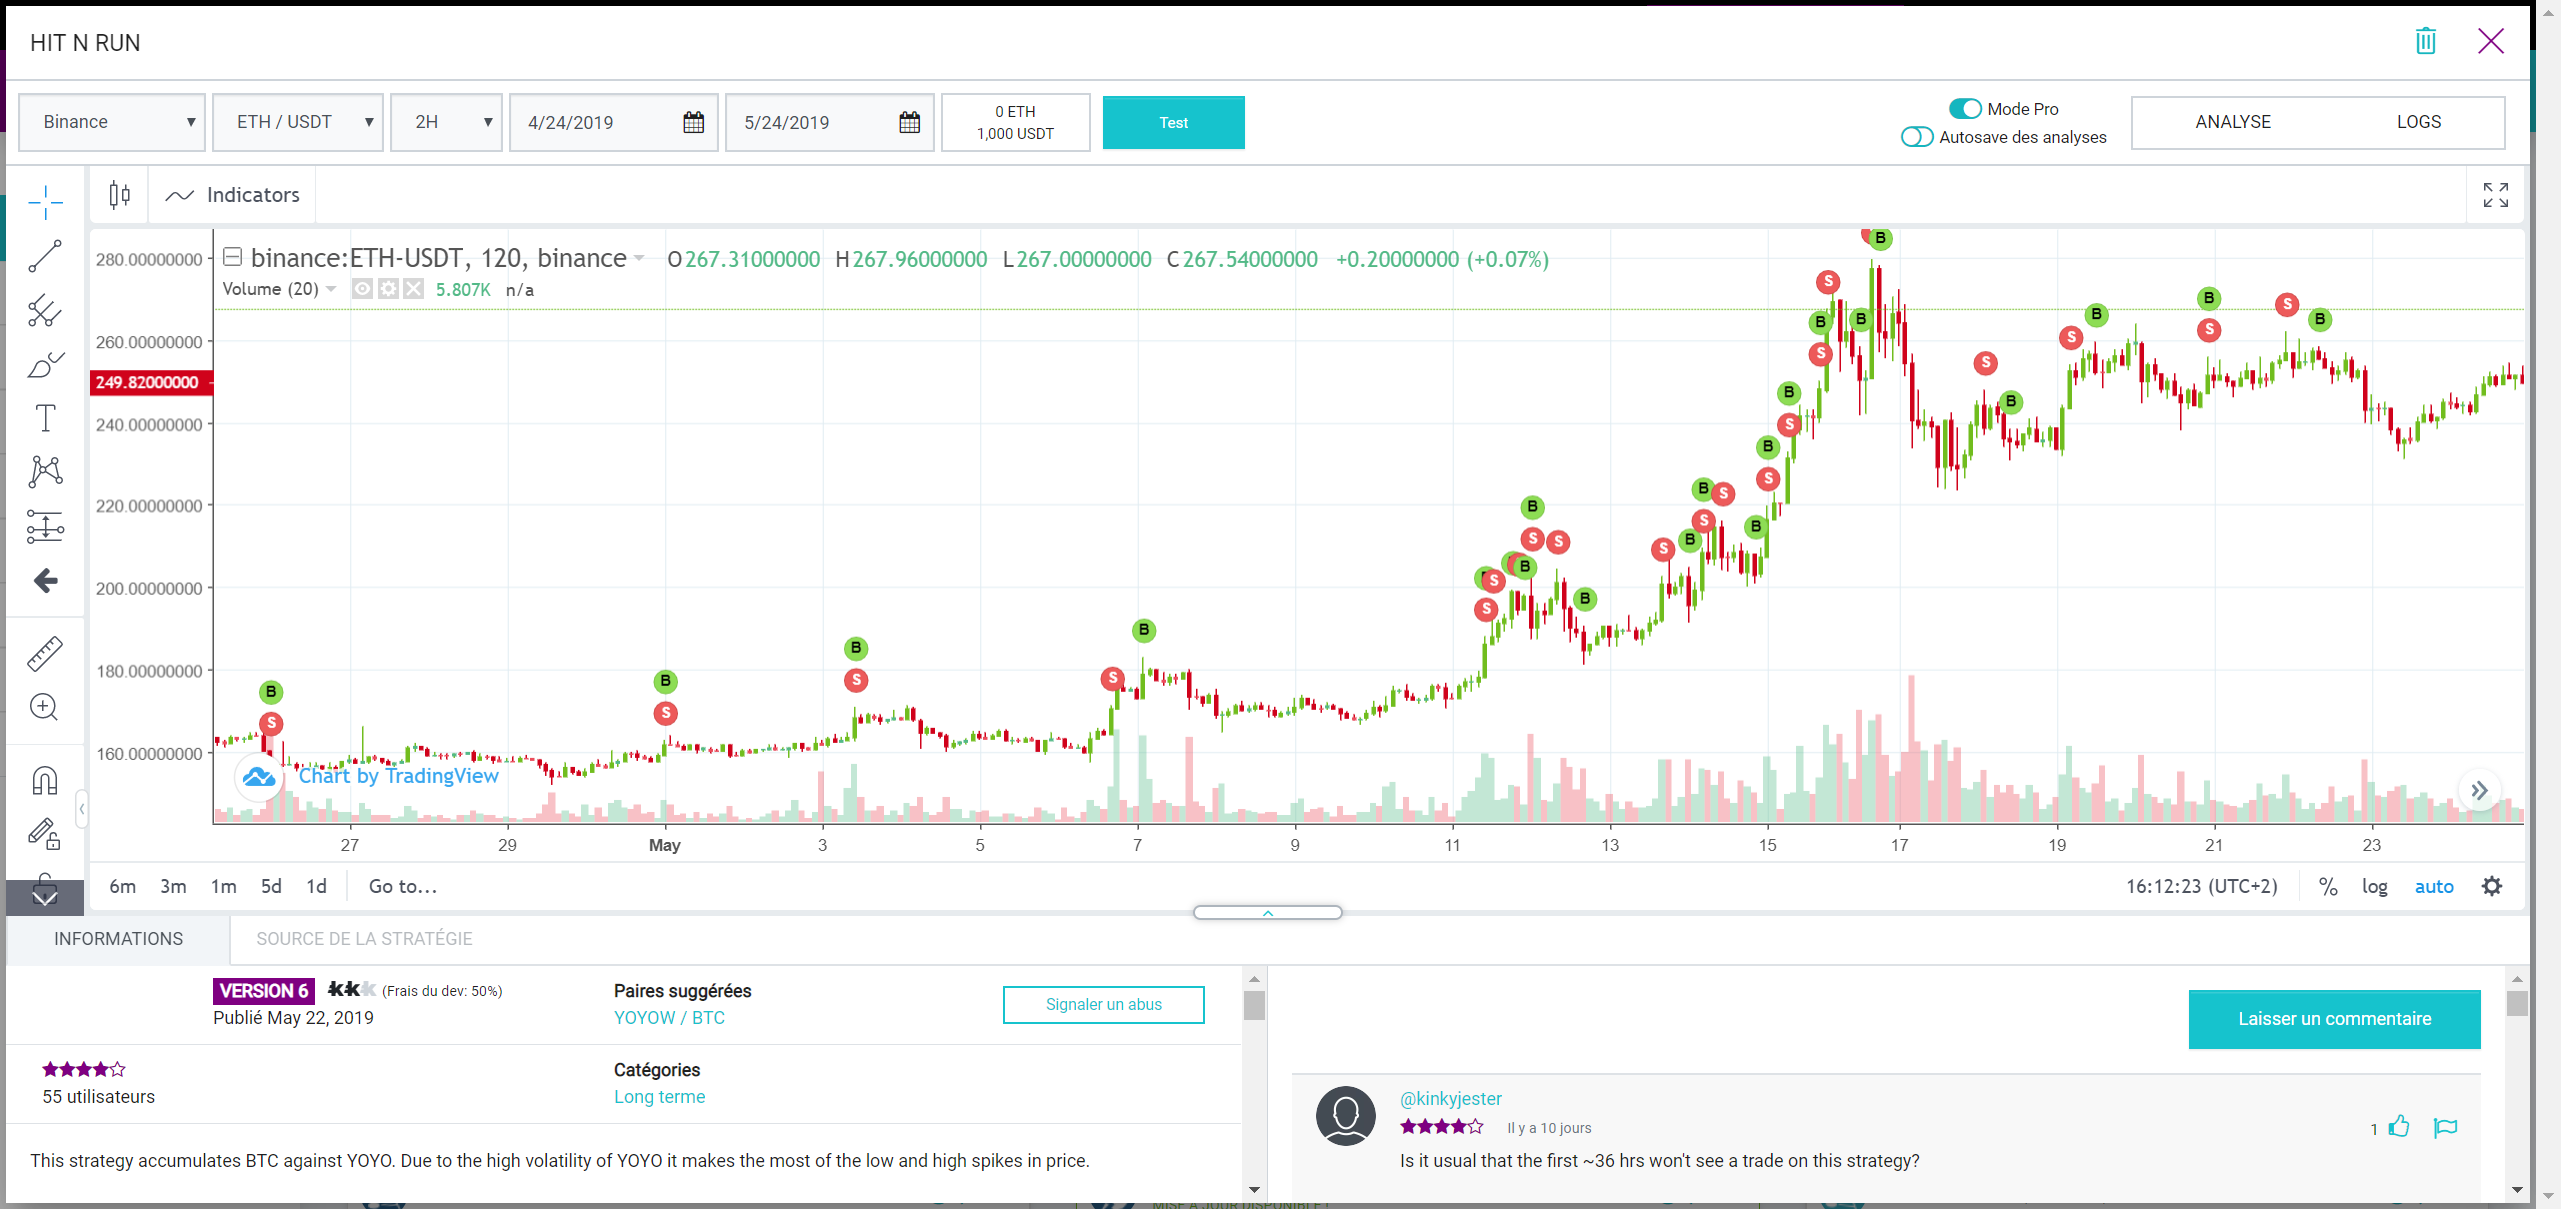 HIT N RUN
Binance
ETH / USDT
2H
4/24/2019
5/24/2019
0 ETH
1,000 USDT
Test
Mode Pro
Autosave des analyses
ANALYSE
LOGS
Indicators
binance:ETH-USDT, 120, binance
O267.31000000 H267.96000000 L267.00000000 C267.54000000 +0.20000000 (+0.07%)
Volume (20)
5.807K n/a
280.00000000
260.00000000
249.82000000
240.00000000
220.00000000
200.00000000
180.00000000
160.00000000
Chart by TradingView
27 29 May 3 5 7 9 11 13 15 17 19 21 23
6m 3m 1m 5d 1d Go to...
16:12:23 (UTC+2) % log auto
INFORMATIONS
SOURCE DE LA STRATÉGIE
VERSION 6
(Frais du dev: 50%)
Publié May 22, 2019
Paires suggérées
YOYOW / BTC
Signaler un abus
55 utilisateurs
Catégories
Long terme
This strategy accumulates BTC against YOYO. Due to the high volatility of YOYO it makes the most of the low and high spikes in price.
Laisser un commentaire
@kinkyjester
Il y a 10 jours
1
Is it usual that the first ~36 hrs won't see a trade on this strategy?
MISE À JOUR DISPONIBLE !